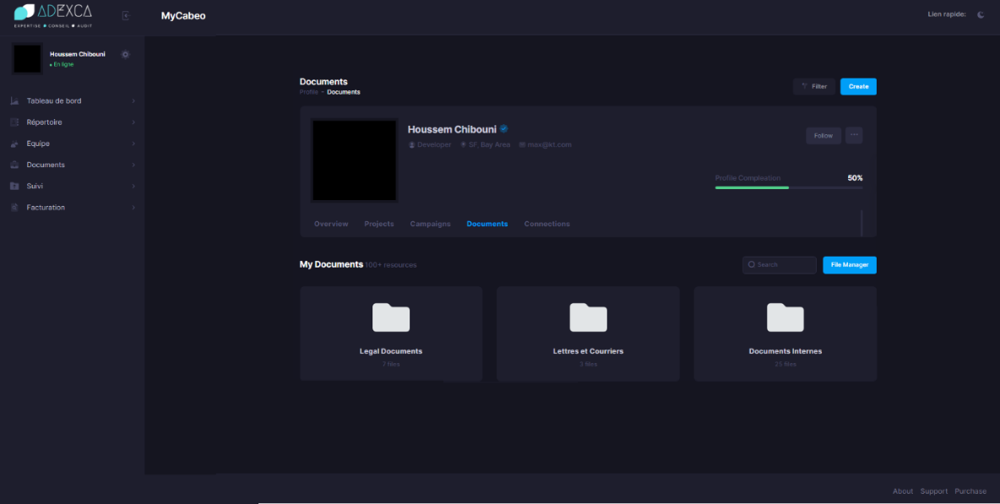 ADEXCA
EXPERTISE ● CONSEIL ● AUDIT
MyCabeo
Lien rapide:
Houssem Chibouni
En ligne
Tableau de bord
Répertoire
Equipe
Documents
Suivi
Facturation
Documents
Profile - Documents
Filter
Create
Houssem Chibouni
Developer SF, Bay Area max@kt.com
Follow
Profile Compleation 50%
Overview Projects Campaigns Documents Connections
My Documents 100+ resources
Search
File Manager
Legal Documents
7 files
Lettres et Courriers
3 files
Documents Internes
25 files
About Support Purchase